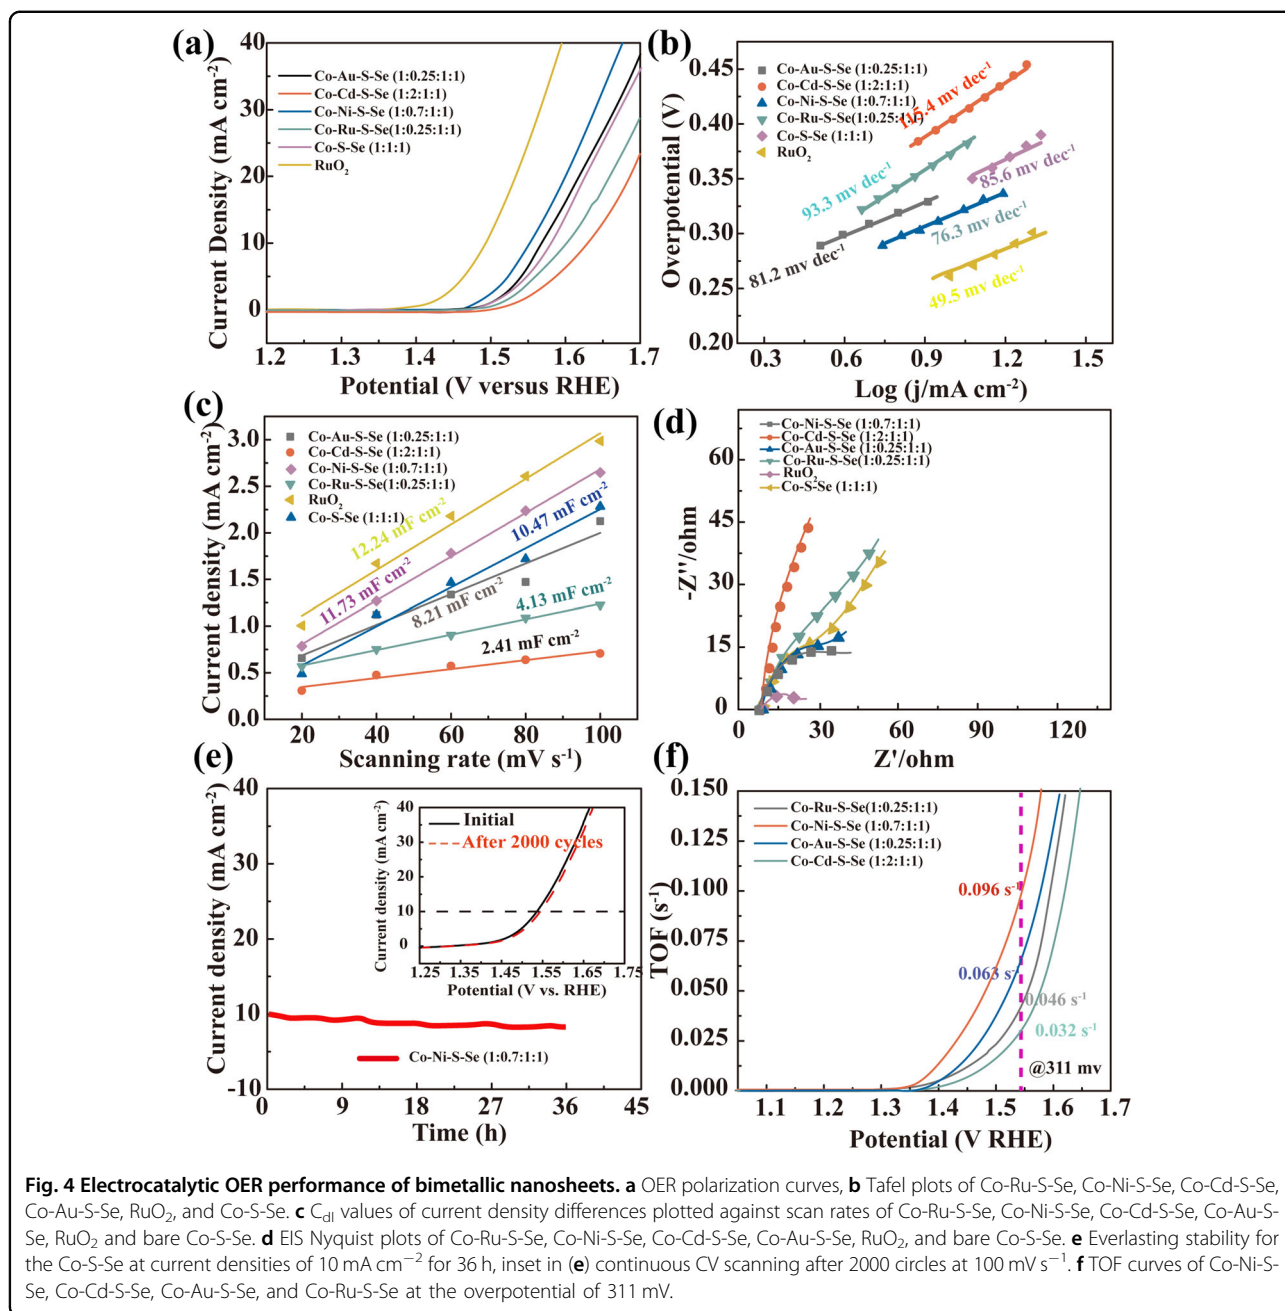 (a)
Current Density (mA cm-2)
40
30
20
10
0
Co-Au-S-Se (1:0.25:1:1)
Co-Cd-S-Se (1:2:1:1)
Co-Ni-S-Se (1:0.7:1:1)
Co-Ru-S-Se(1:0.25:1:1)
Co-S-Se (1:1:1)
RuO2
1.2 1.3 1.4 1.5 1.6 1.7
Potential (V versus RHE)
(b)
Overpotential (V)
0.45
0.40
0.35
0.30
0.25
0.20
Co-Au-S-Se (1:0.25:1:1)
Co-Cd-S-Se (1:2:1:1)
Co-Ni-S-Se (1:0.7:1:1)
Co-Ru-S-Se(1:0.25:1:1)
Co-S-Se (1:1:1)
RuO2
115.4 mv dec-1
93.3 mv dec-1
85.6 mv dec-1
76.3 mv dec-1
81.2 mv dec-1
49.5 mv dec-1
0.3 0.6 0.9 1.2 1.5
Log (j/mA cm-2)
(c)
Current density (mA cm-2)
3.0
2.5
2.0
1.5
1.0
0.5
0.0
Co-Au-S-Se (1:0.25:1:1)
Co-Cd-S-Se (1:2:1:1)
Co-Ni-S-Se (1:0.7:1:1)
Co-Ru-S-Se(1:0.25:1:1)
RuO2
Co-S-Se (1:1:1)
12.24 mF cm-2
10.47 mF cm-2
11.73 mF cm-2
8.21 mF cm-2
4.13 mF cm-2
2.41 mF cm-2
20 40 60 80 100
Scanning rate (mV s-1)
(d)
-Z''/ohm
60
45
30
15
0
Co-Ni-S-Se (1:0.7:1:1)
Co-Cd-S-Se (1:2:1:1)
Co-Au-S-Se (1:0.25:1:1)
Co-Ru-S-Se(1:0.25:1:1)
RuO2
Co-S-Se (1:1:1)
0 30 60 90 120
Z'/ohm
(e)
Current density (mA cm-2)
40
30
20
10
0
-10
Current density (mA cm-2)
40
30
20
10
0
Initial
After 2000 cycles
1.25 1.35 1.45 1.55 1.65 1.75
Potential (V vs. RHE)
Co-Ni-S-Se (1:0.7:1:1)
0 9 18 27 36 45
Time (h)
(f)
TOF (s-1)
0.150
0.125
0.100
0.075
0.050
0.025
0.000
Co-Ru-S-Se(1:0.25:1:1)
Co-Ni-S-Se (1:0.7:1:1)
Co-Au-S-Se (1:0.25:1:1)
Co-Cd-S-Se (1:2:1:1)
0.096 s-1
0.063 s-1
0.046 s-1
0.032 s-1
@311 mv
1.1 1.2 1.3 1.4 1.5 1.6 1.7
Potential (V RHE)
Fig. 4 Electrocatalytic OER performance of bimetallic nanosheets. a OER polarization curves, b Tafel plots of Co-Ru-S-Se, Co-Ni-S-Se, Co-Cd-S-Se,
Co-Au-S-Se, RuO2, and Co-S-Se. c Cdl values of current density differences plotted against scan rates of Co-Ru-S-Se, Co-Ni-S-Se, Co-Cd-S-Se, Co-Au-S-
Se, RuO2 and bare Co-S-Se. d EIS Nyquist plots of Co-Ru-S-Se, Co-Ni-S-Se, Co-Cd-S-Se, Co-Au-S-Se, RuO2, and bare Co-S-Se. e Everlasting stability for
the Co-S-Se at current densities of 10 mA cm−2 for 36 h, inset in (e) continuous CV scanning after 2000 circles at 100 mV s−1. f TOF curves of Co-Ni-S-
Se, Co-Cd-S-Se, Co-Au-S-Se, and Co-Ru-S-Se at the overpotential of 311 mV.